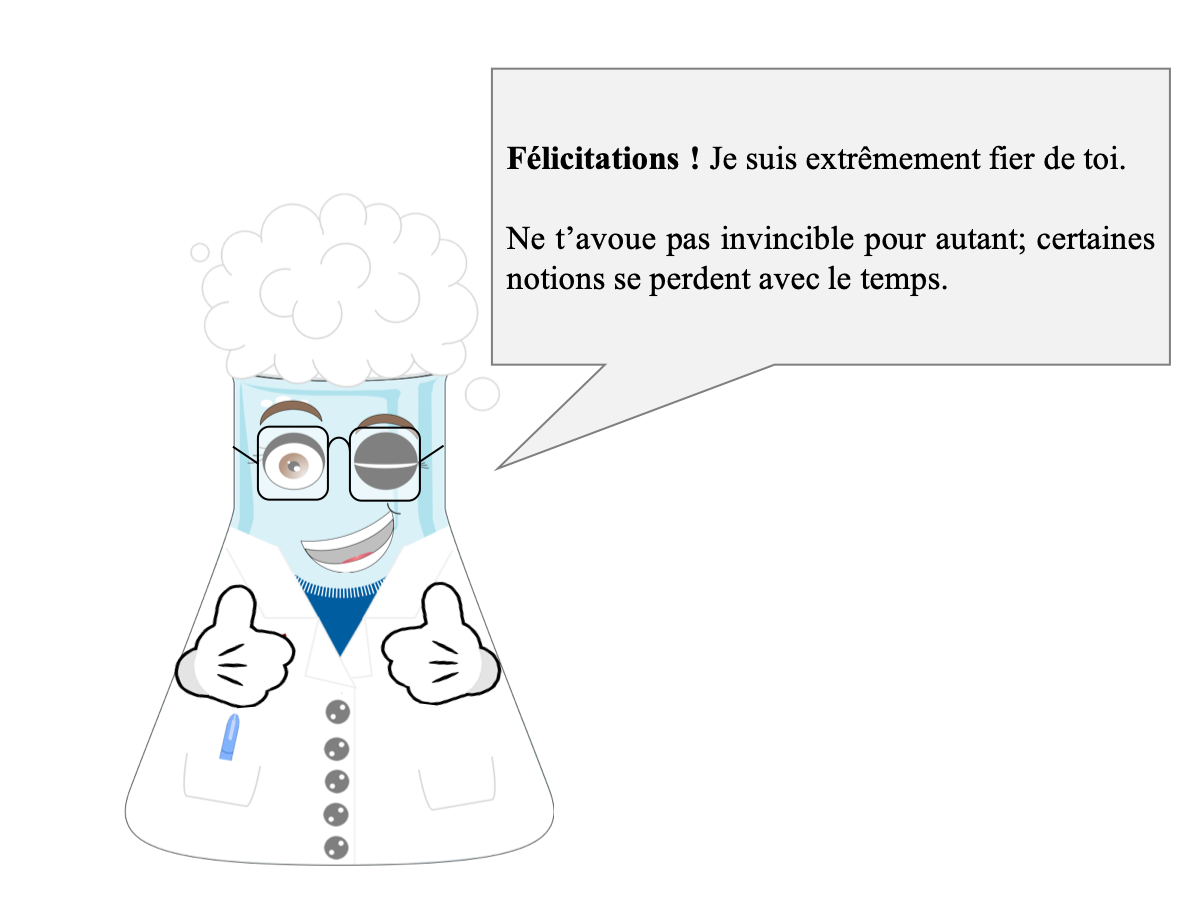 Félicitations ! Je suis extrêmement fier de toi.
Ne t’avoue pas invincible pour autant; certaines
notions se perdent avec le temps.